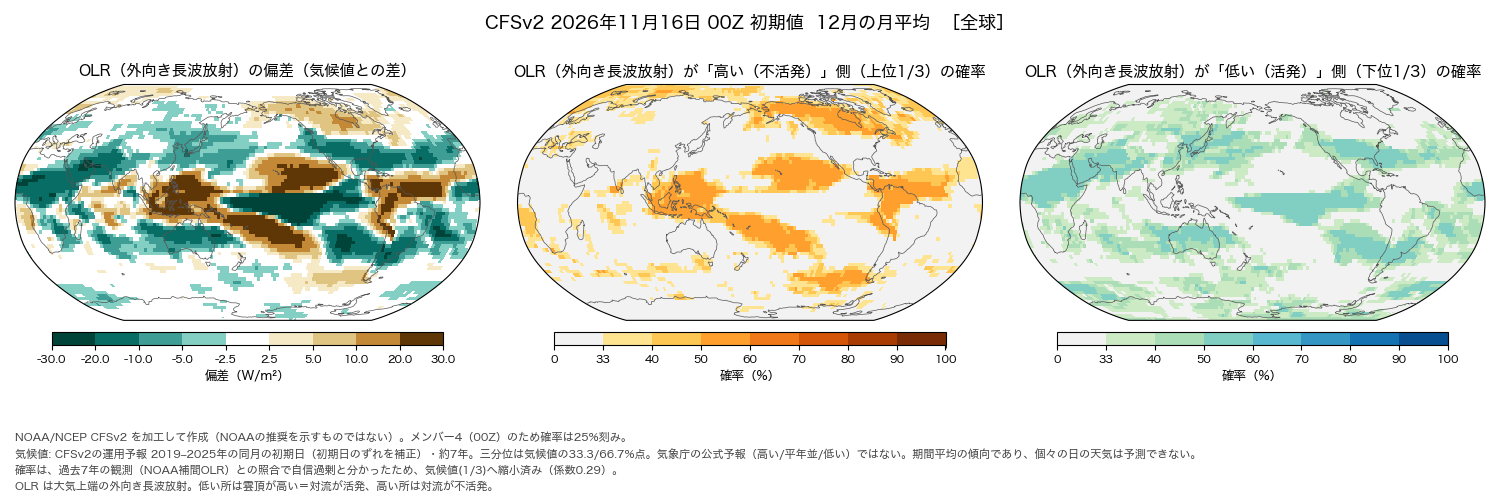 CFSv2 2026年11月16日 00Z 初期値 12月の月平均 ［全球］
OLR（外向き長波放射）の偏差（気候値との差）
OLR（外向き長波放射）が「高い（不活発）」側（上位1/3）の確率
OLR（外向き長波放射）が「低い（活発）」側（下位1/3）の確率
-30.0 -20.0 -10.0 -5.0 -2.5 2.5 5.0 10.0 20.0 30.0
偏差（W/m²）
0 33 40 50 60 70 80 90 100
確率（%）
0 33 40 50 60 70 80 90 100
確率（%）
NOAA/NCEP CFSv2 を加工して作成（NOAAの推奨を示すものではない）。メンバー4（00Z）のため確率は25%刻み。
気候値: CFSv2の運用予報 2019–2025年の同月の初期日（初期日のずれを補正）・約7年。三分位は気候値の33.3/66.7%点。気象庁の公式予報（高い/平年並/低い）ではない。期間平均の傾向であり、個々の日の天気は予測できない。
確率は、過去7年の観測（NOAA補間OLR）との照合で自信過剰と分かったため、気候値(1/3)へ縮小済み（係数0.29）。
OLR は大気上端の外向き長波放射。低い所は雲頂が高い＝対流が活発、高い所は対流が不活発。